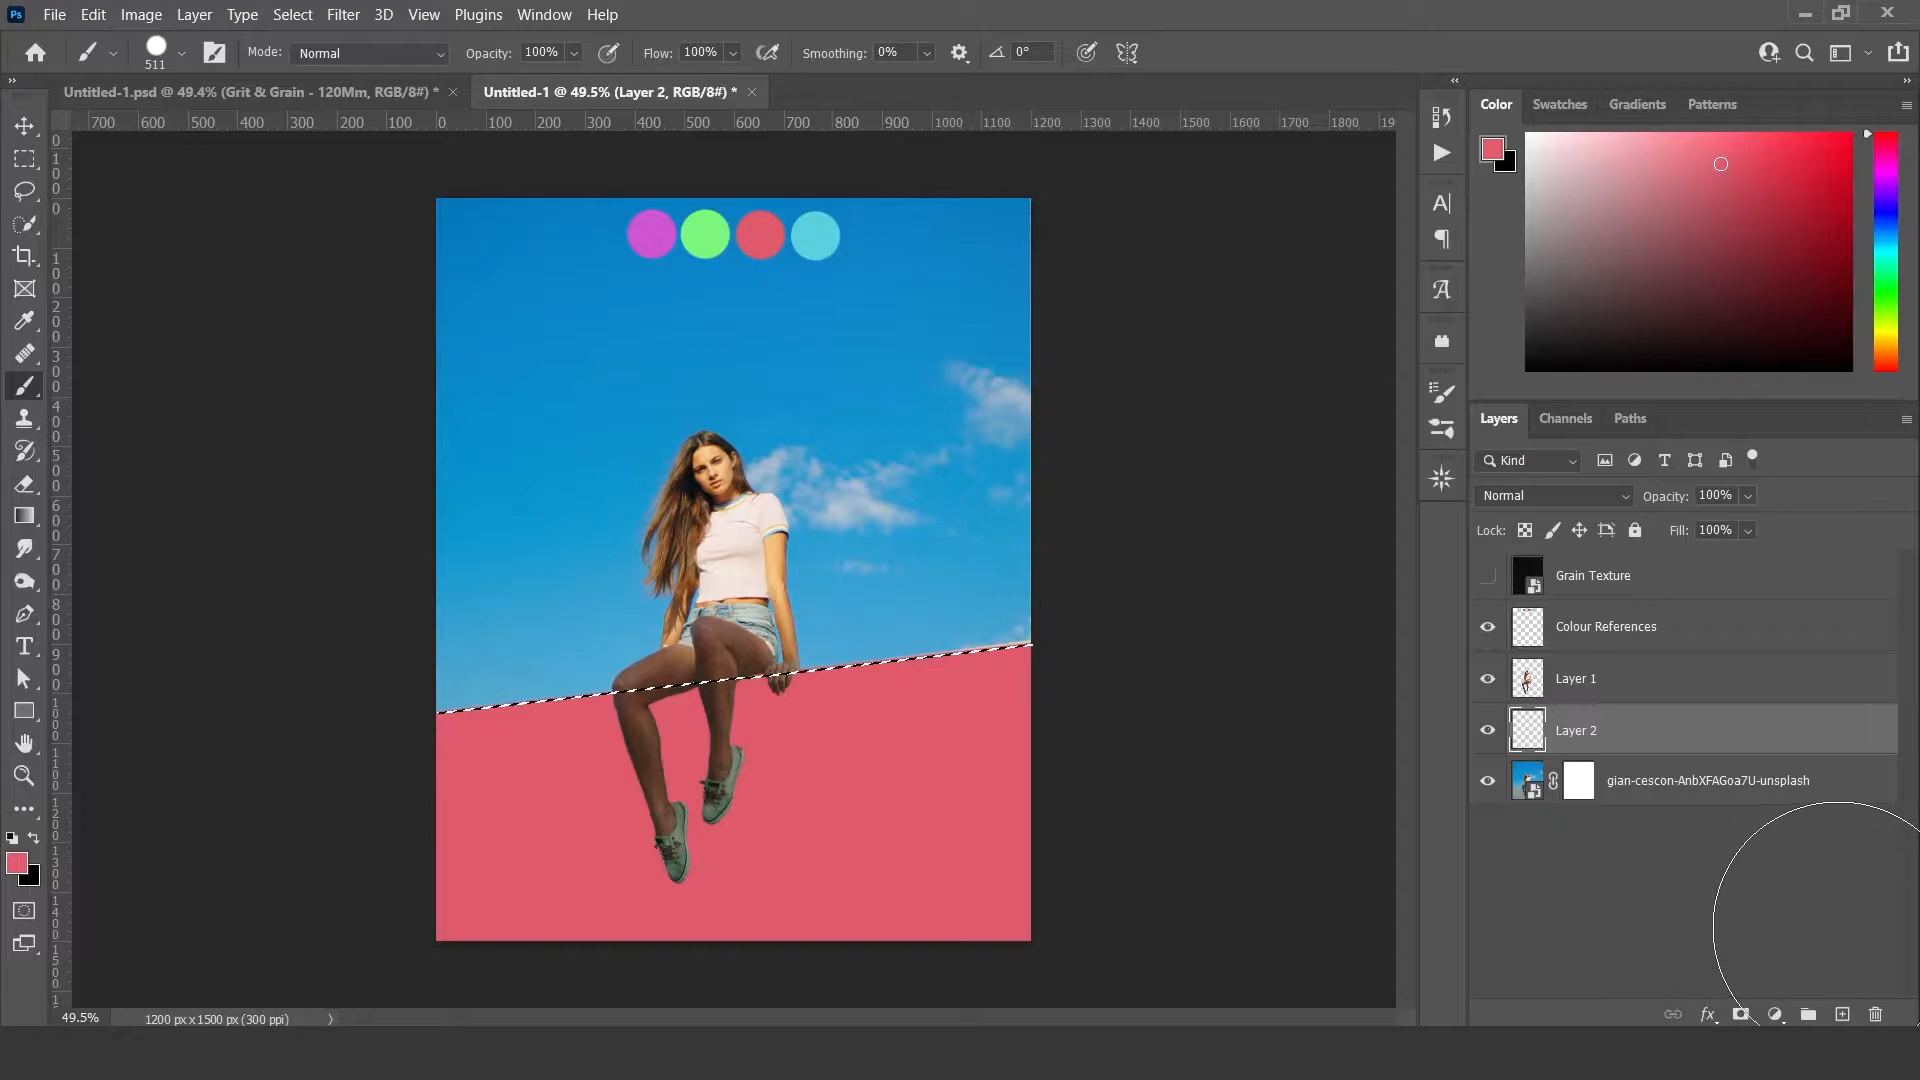 Ps File Edit Image Layer Type Select Filter 3D View Plugins Window Help
511 Mode: Normal Opacity: 100% Flow: 100% Smoothing: 0% 0°
Untitled-1.psd @ 49.4% (Grit & Grain - 120Mm, RGB/8#) * Untitled-1 @ 49.5% (Layer 2, RGB/8#) *
700 600 500 400 300 200 100 0 100 200 300 400 500 600 700 800 900 1000 1100 1200 1300 1400 1500 1600 1700 1800 19
Color Swatches Gradients Patterns
Layers Channels Paths
Kind
Normal Opacity: 100%
Lock: Fill: 100%
Grain Texture
Colour References
Layer 1
Layer 2
gian-cescon-AnbXFAGoa7U-unsplash
fx
49.5% 1200 px x 1500 px (300 ppi)